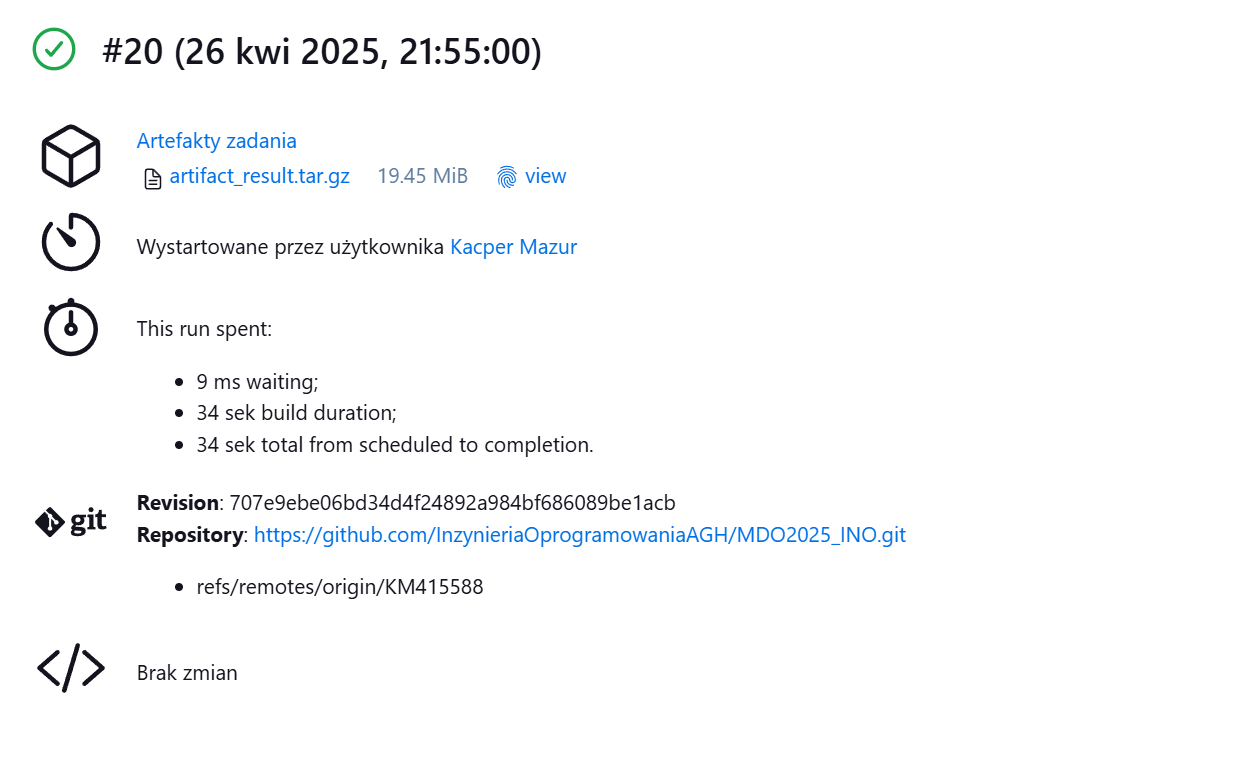 #20 (26 kwi 2025, 21:55:00)
Artefakty zadania
artifact_result.tar.gz 19.45 MiB view
Wystartowane przez użytkownika Kacper Mazur
This run spent:
9 ms waiting;
34 sek build duration;
34 sek total from scheduled to completion.
git
Revision: 707e9ebe06bd34d4f24892a984bf686089be1acb
Repository: https://github.com/InzynieriaOprogramowaniaAGH/MDO2025_INO.git
refs/remotes/origin/KM415588
Brak zmian